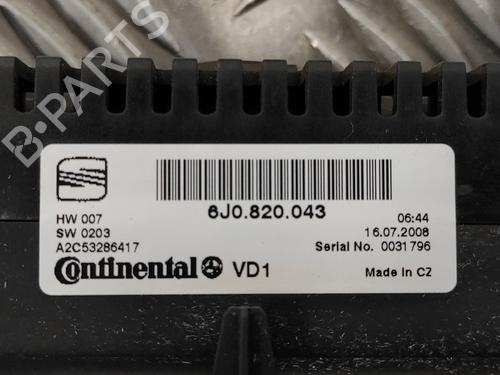 B-PARTS
6J0.820.043
HW 007
06:44
SW 0203
16.07.2008
A2C53286417
Serial No. 0031796
Continental VD1
Made In CZ